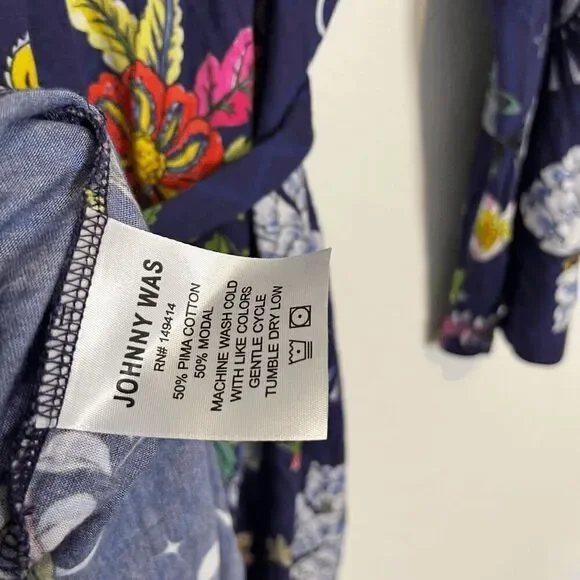 JOHNNY WAS
RN# 149414
50% PIMA COTTON
50% MODAL
MACHINE WASH COLD
WITH LIKE COLORS
GENTLE CYCLE
TUMBLE DRY LOW